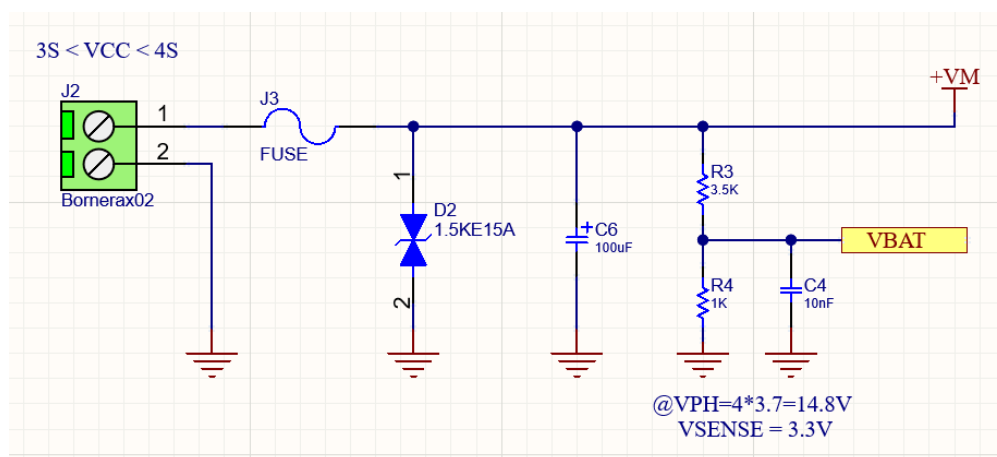 3S < VCC < 4S
+VM
J2
1
2
Bornerax02
J3
FUSE
1
D2
1.5KE15A
2
+
C6
100uF
R3
3.5K
VBAT
R4
1K
C4
10nF
@VPH=4*3.7=14.8V
VSENSE = 3.3V